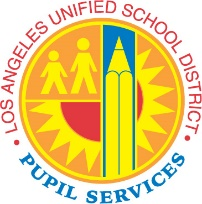 • LOS ANGELES UNIFIED SCHOOL DISTRICT •
PUPIL SERVICES